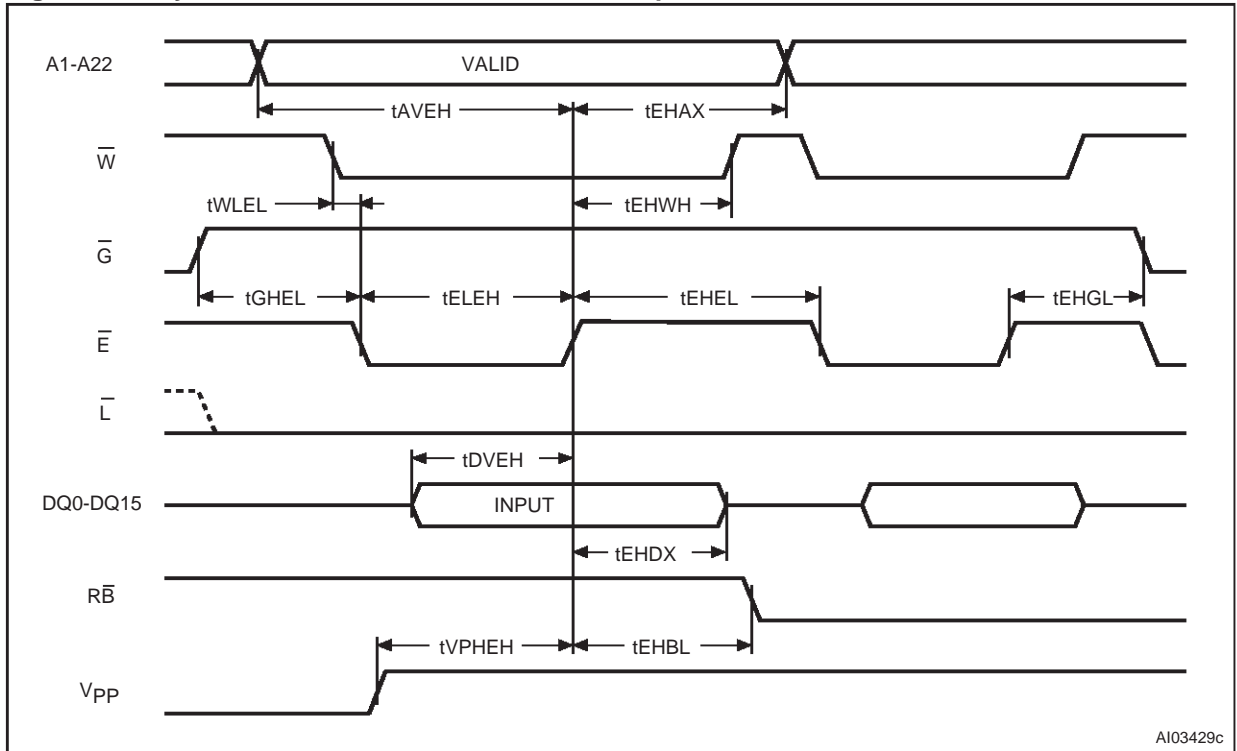 A1-A22 VALID
tAVEH tEHAX
W̅
tWLEL tEHWH
G̅
tGHEL tELEH tEHEL tEHGL
E̅
L̅
tDVEH
DQ0-DQ15 INPUT
tEHDX
RB̅
tVPHEH tEHBL
VPP
AI03429c